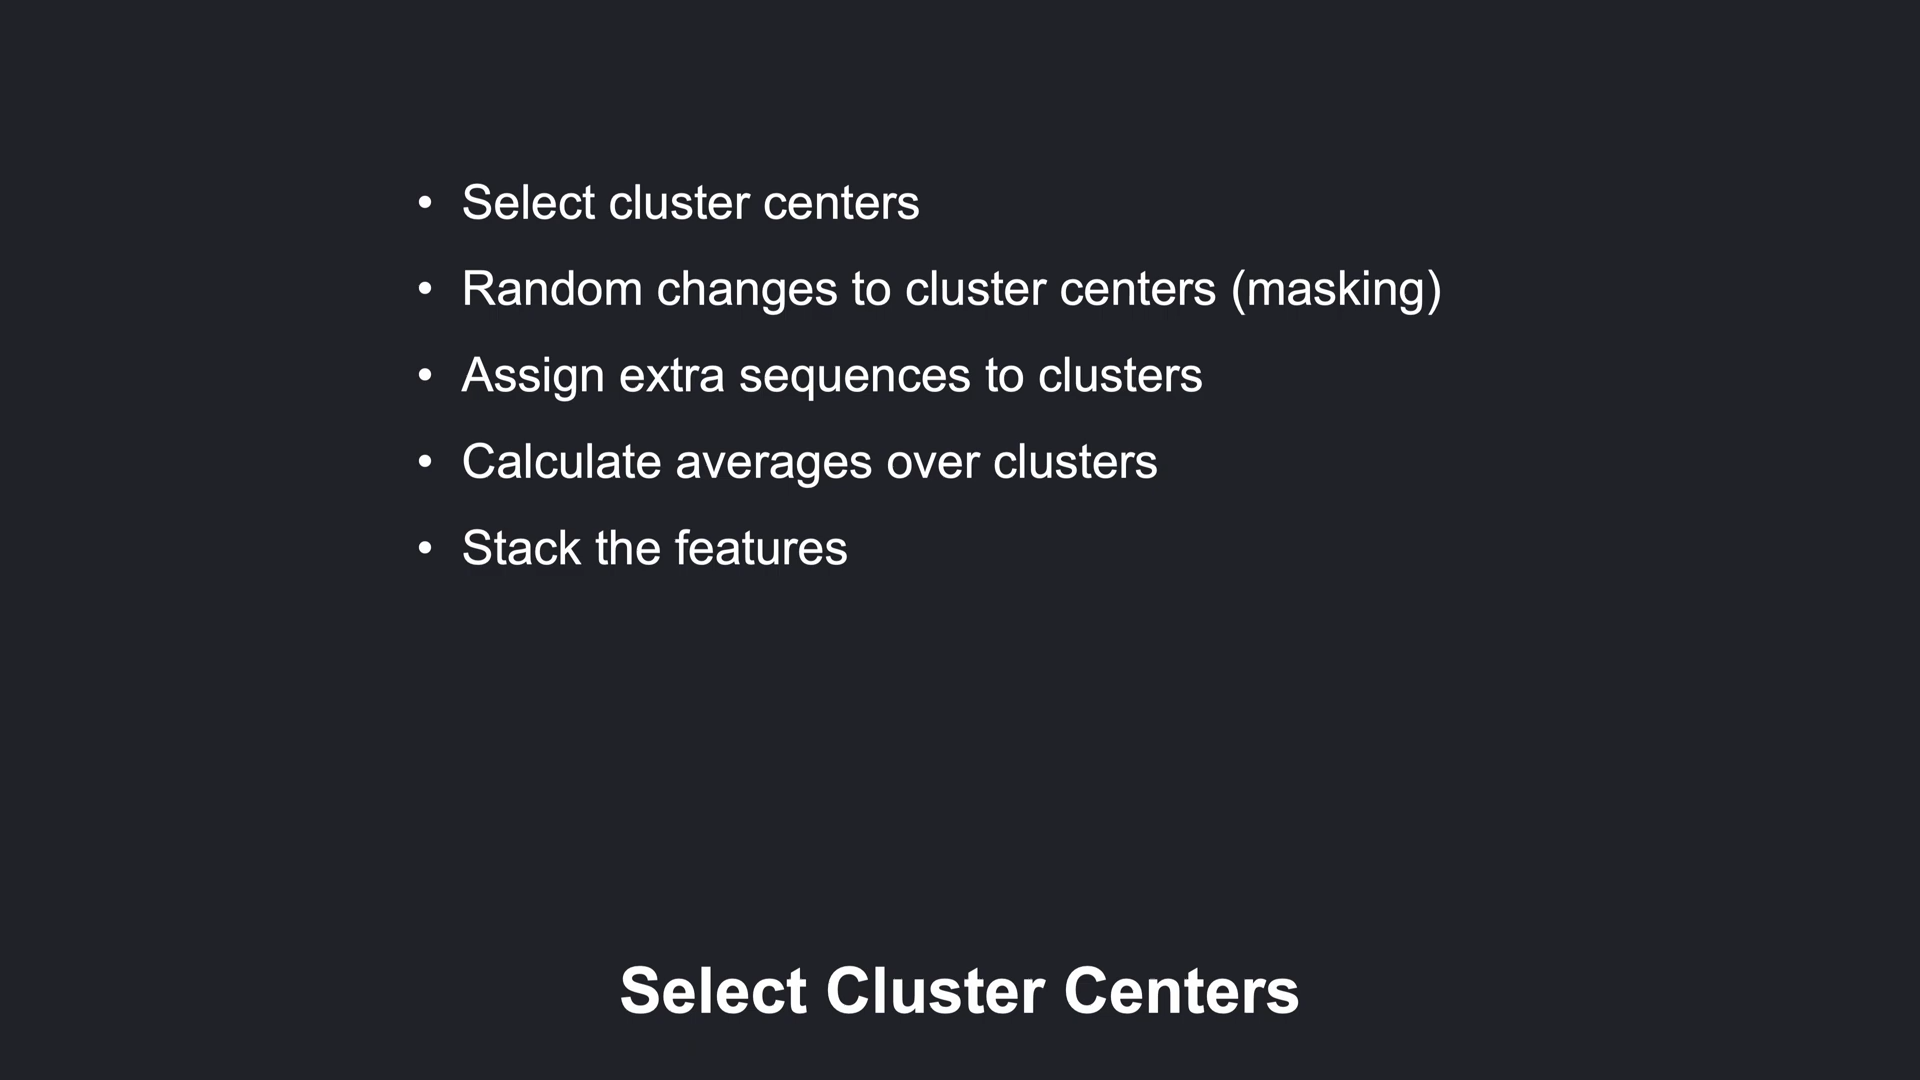 • Select cluster centers
• Random changes to cluster centers (masking)
• Assign extra sequences to clusters
• Calculate averages over clusters
• Stack the features
Select Cluster Centers